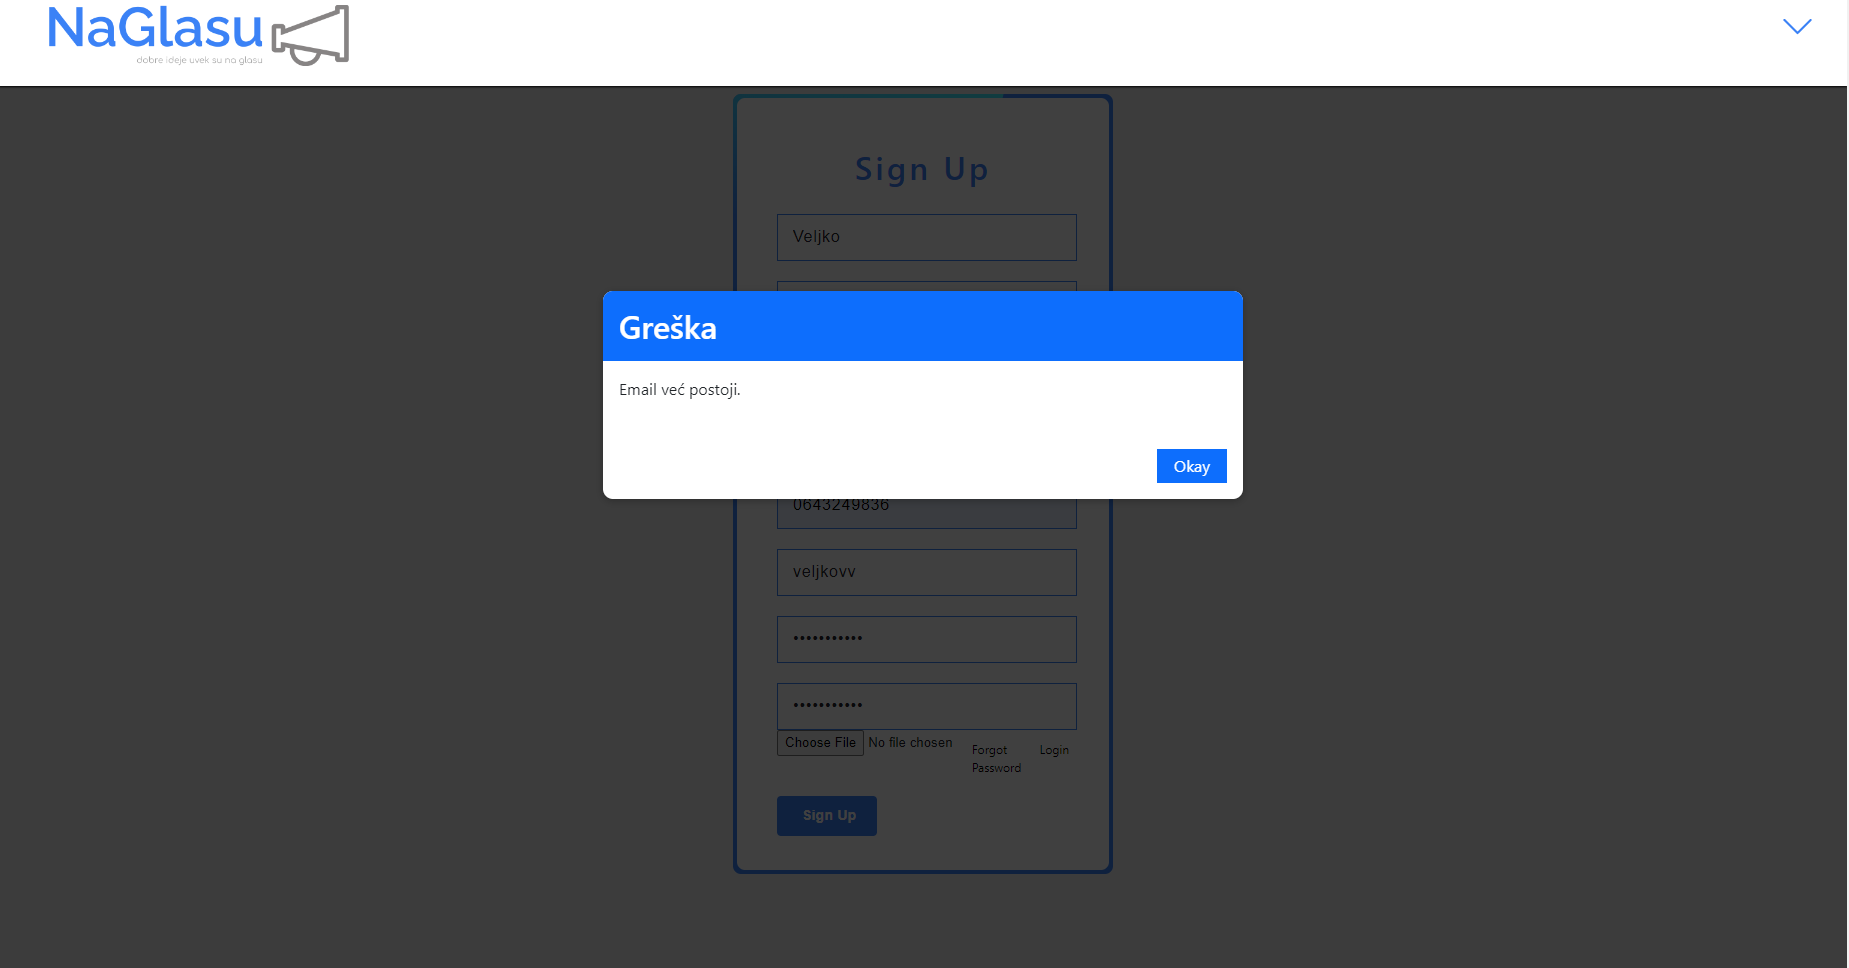 NaGlasu
dobre ideje uvek su na glasu
Sign Up
Veljko
Greška
Email već postoji.
Okay
0643249836
veljkovv
•••••••••••
•••••••••••
Choose File No file chosen
Forgot Password
Login
Sign Up